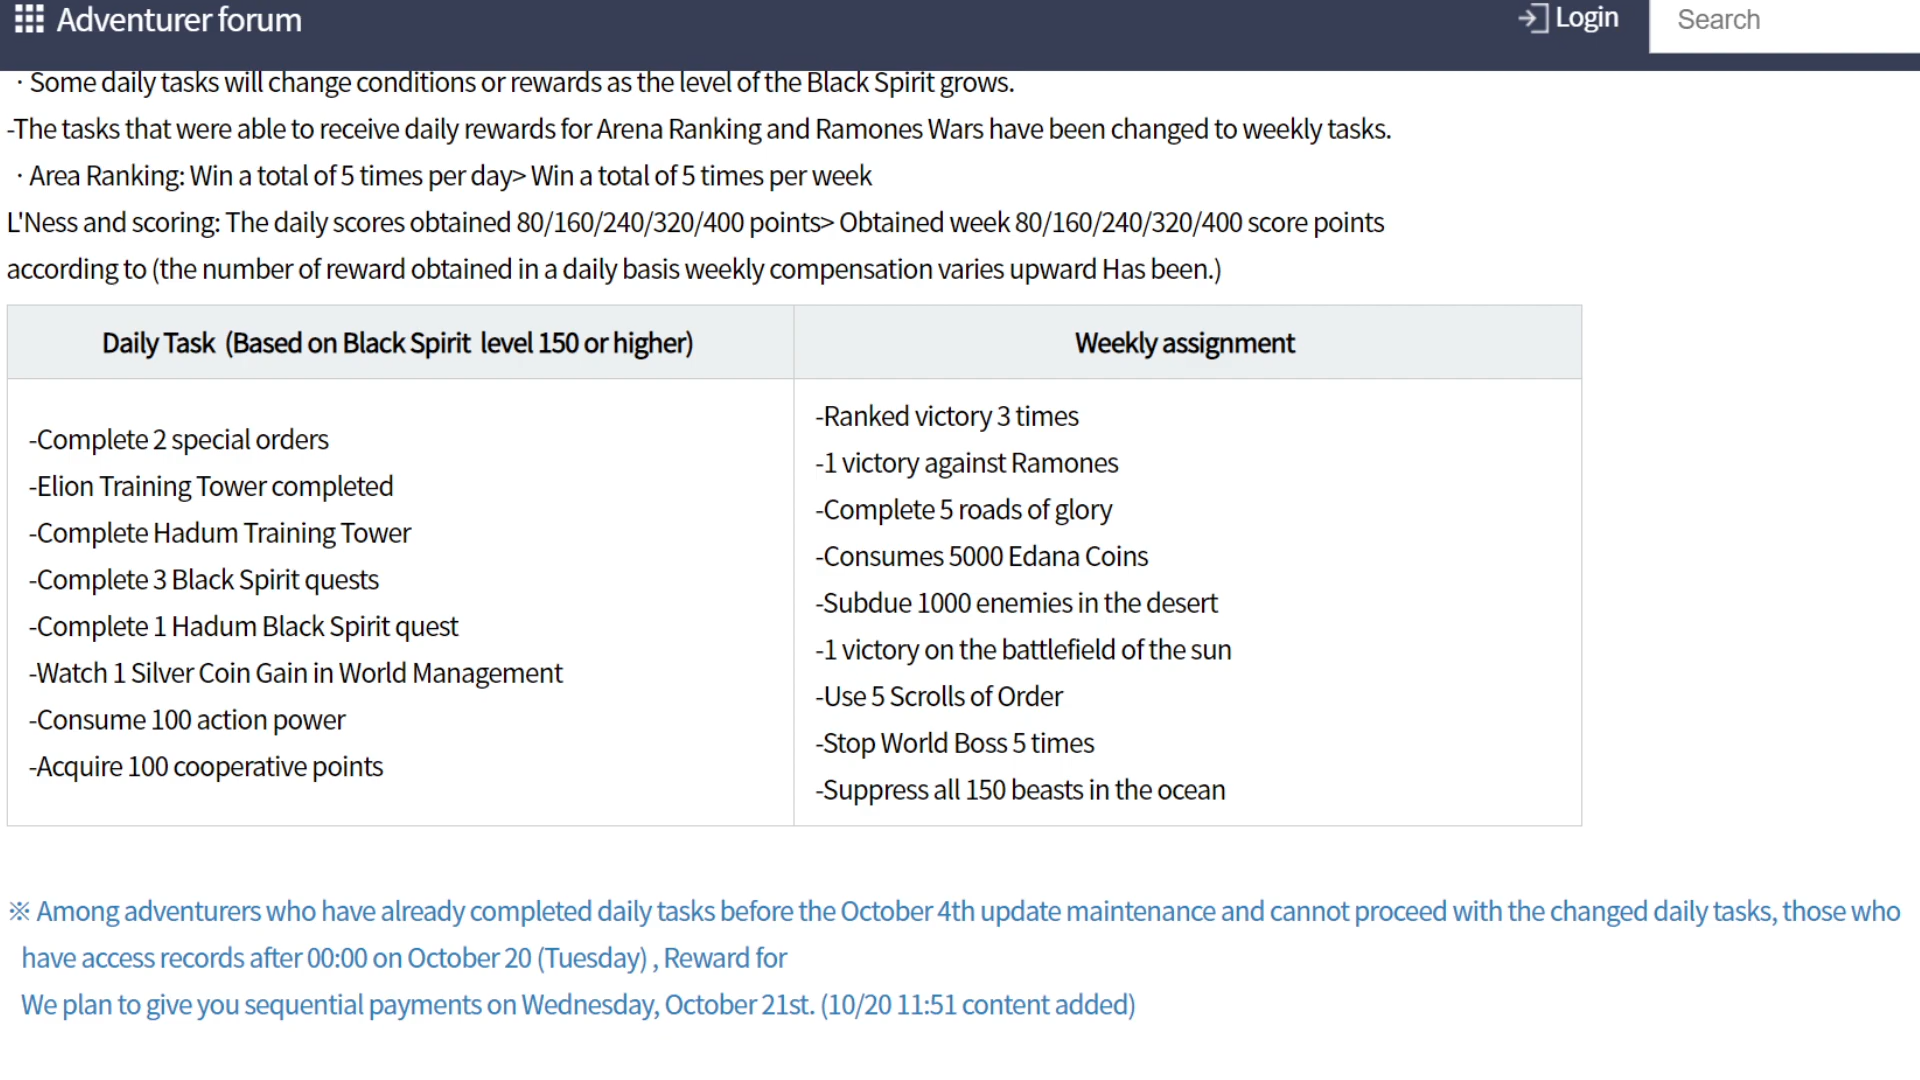 Adventurer forum
Login
Search
· Some daily tasks will change conditions or rewards as the level of the Black Spirit grows.
-The tasks that were able to receive daily rewards for Arena Ranking and Ramones Wars have been changed to weekly tasks.
· Area Ranking: Win a total of 5 times per day> Win a total of 5 times per week
L'Ness and scoring: The daily scores obtained 80/160/240/320/400 points> Obtained week 80/160/240/320/400 score points
according to (the number of reward obtained in a daily basis weekly compensation varies upward Has been.)
Daily Task (Based on Black Spirit level 150 or higher)
Weekly assignment
-Complete 2 special orders
-Elion Training Tower completed
-Complete Hadum Training Tower
-Complete 3 Black Spirit quests
-Complete 1 Hadum Black Spirit quest
-Watch 1 Silver Coin Gain in World Management
-Consume 100 action power
-Acquire 100 cooperative points
-Ranked victory 3 times
-1 victory against Ramones
-Complete 5 roads of glory
-Consumes 5000 Edana Coins
-Subdue 1000 enemies in the desert
-1 victory on the battlefield of the sun
-Use 5 Scrolls of Order
-Stop World Boss 5 times
-Suppress all 150 beasts in the ocean
※ Among adventurers who have already completed daily tasks before the October 4th update maintenance and cannot proceed with the changed daily tasks, those who
have access records after 00:00 on October 20 (Tuesday) , Reward for
We plan to give you sequential payments on Wednesday, October 21st. (10/20 11:51 content added)